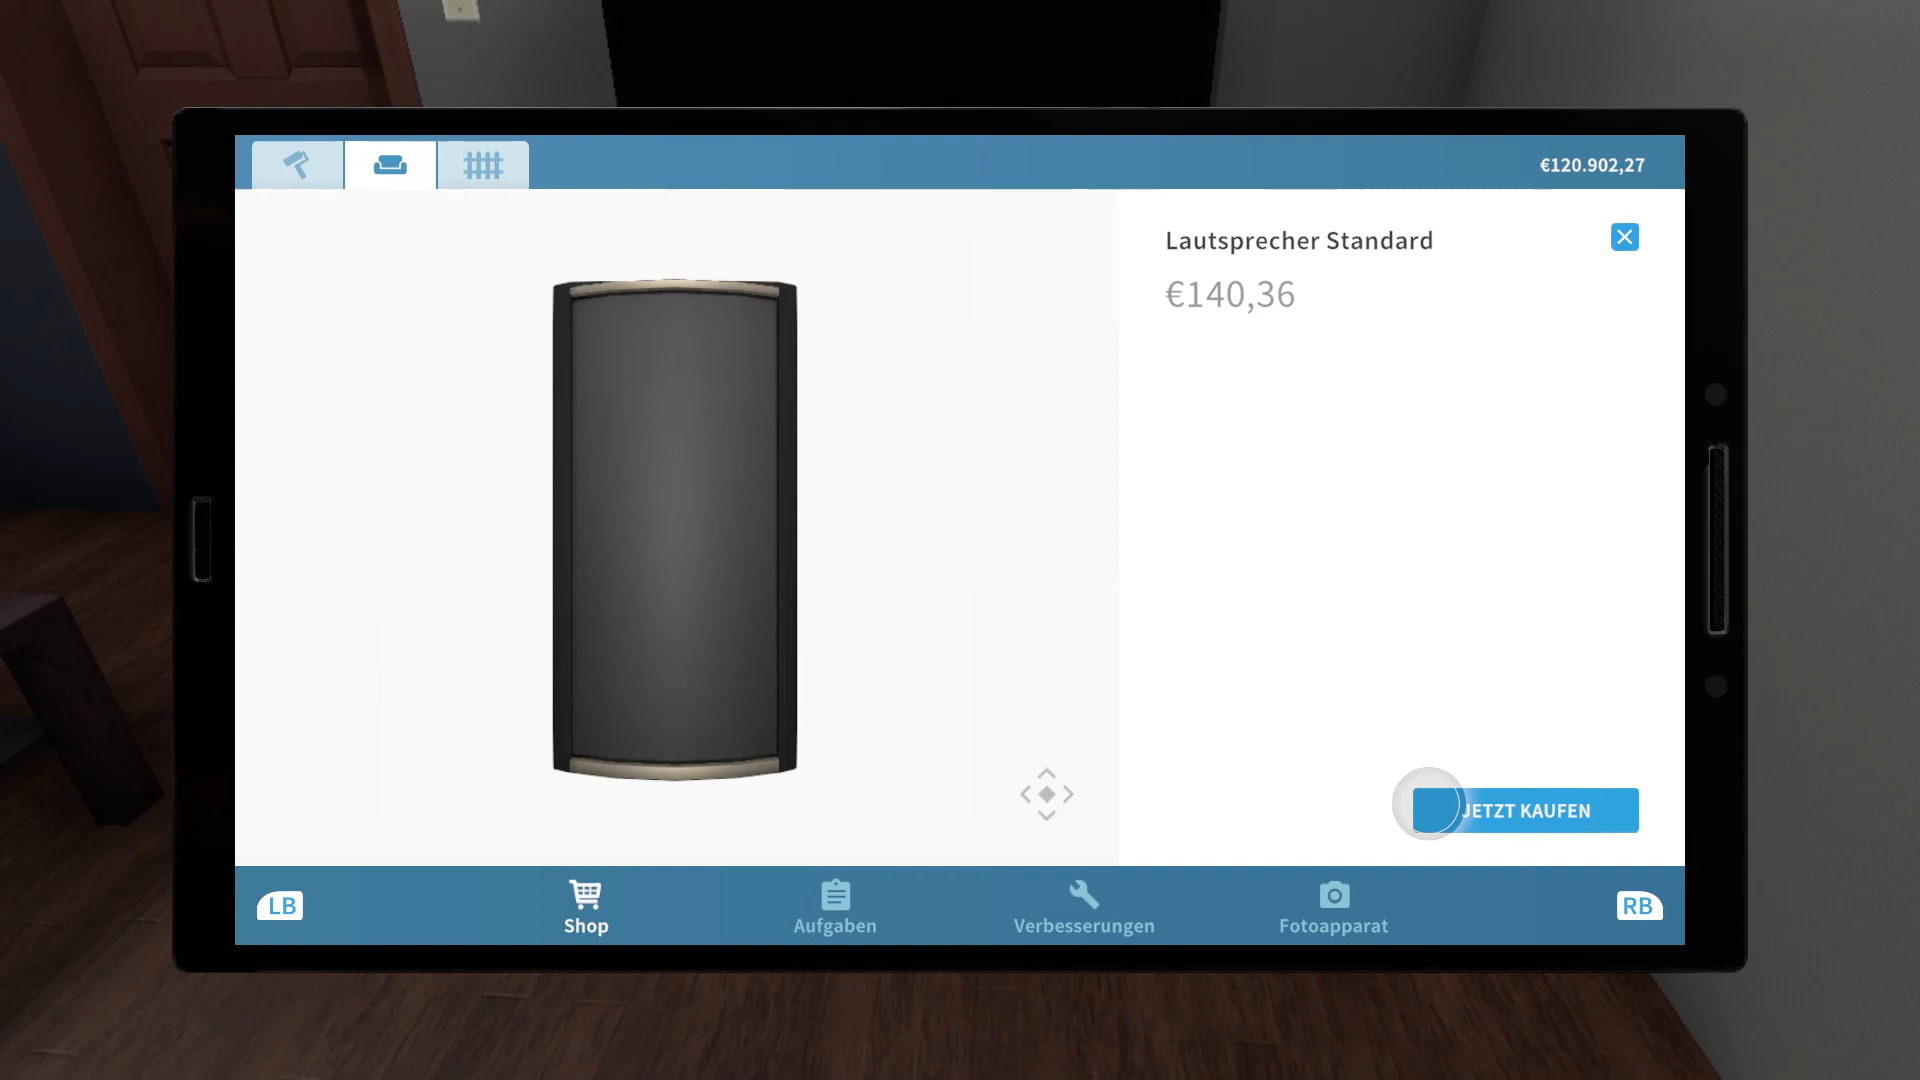 €120.902,27
Lautsprecher Standard
€140,36
JETZT KAUFEN
LB
Shop
Aufgaben
Verbesserungen
Fotoapparat
RB